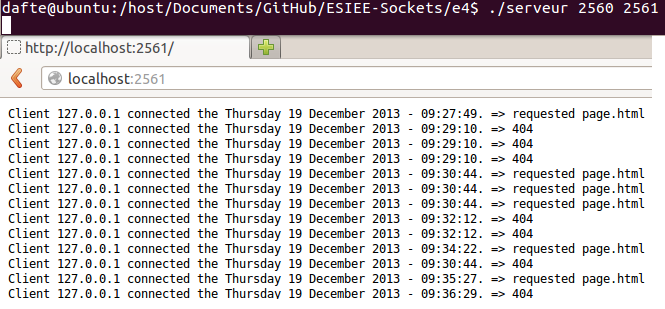 dafte@ubuntu:/host/Documents/GitHub/ESIEE-Sockets/e4$ ./serveur 2560 2561
http://localhost:2561/
localhost:2561
Client 127.0.0.1 connected the Thursday 19 December 2013 - 09:27:49. => requested page.html
Client 127.0.0.1 connected the Thursday 19 December 2013 - 09:29:10. => 404
Client 127.0.0.1 connected the Thursday 19 December 2013 - 09:29:10. => 404
Client 127.0.0.1 connected the Thursday 19 December 2013 - 09:29:10. => 404
Client 127.0.0.1 connected the Thursday 19 December 2013 - 09:30:44. => requested page.html
Client 127.0.0.1 connected the Thursday 19 December 2013 - 09:30:44. => requested page.html
Client 127.0.0.1 connected the Thursday 19 December 2013 - 09:30:44. => requested page.html
Client 127.0.0.1 connected the Thursday 19 December 2013 - 09:32:12. => 404
Client 127.0.0.1 connected the Thursday 19 December 2013 - 09:32:12. => 404
Client 127.0.0.1 connected the Thursday 19 December 2013 - 09:34:22. => requested page.html
Client 127.0.0.1 connected the Thursday 19 December 2013 - 09:30:44. => 404
Client 127.0.0.1 connected the Thursday 19 December 2013 - 09:35:27. => requested page.html
Client 127.0.0.1 connected the Thursday 19 December 2013 - 09:36:29. => 404